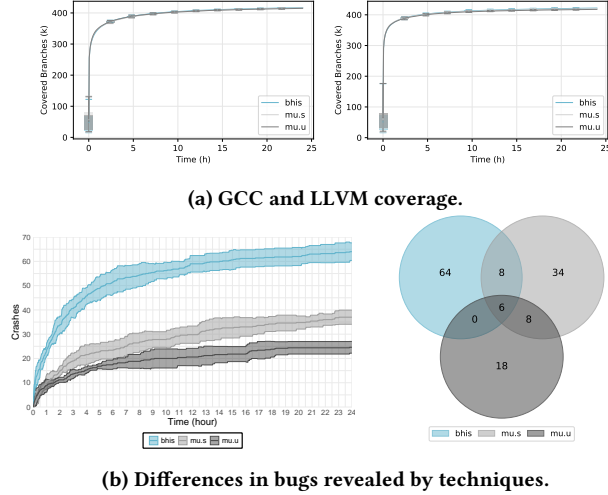 400
300
200
100
0
Covered Branches (k)
bhis
mu.s
mu.u
0 5 10 15 20 25
Time (h)
400
300
200
100
0
Covered Branches (k)
bhis
mu.s
mu.u
0 5 10 15 20 25
Time (h)
(a) GCC and LLVM coverage.
70
60
50
40
30
20
10
0
Crashes
0 1 2 3 4 5 6 7 8 9 10 11 12 13 14 15 16 17 18 19 20 21 22 23 24
Time (hour)
bhis mu.s mu.u
64 8 34
6
0 8
18
bhis mu.s mu.u
(b) Differences in bugs revealed by techniques.